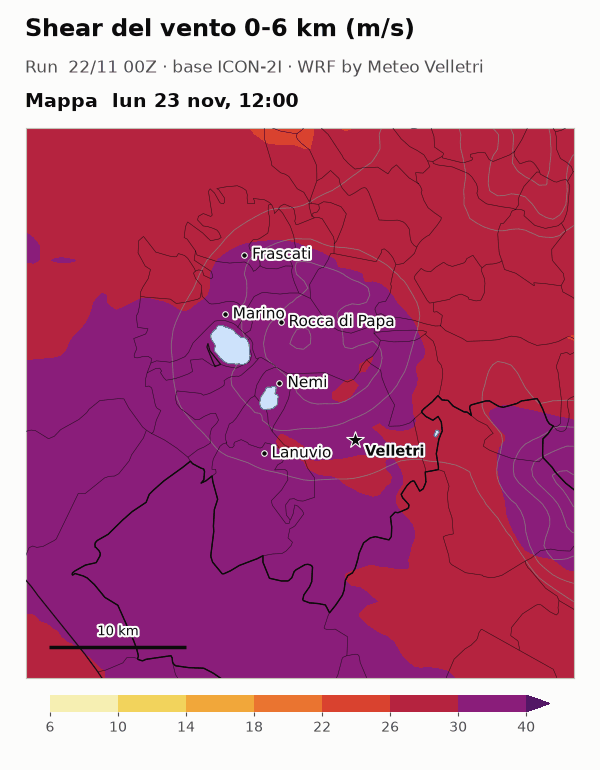 Shear del vento 0-6 km (m/s)
Run  22/11 00Z · base ICON-2I · WRF by Meteo Velletri
Mappa  lun 23 nov, 12:00
Frascati
Marino
Rocca di Papa
Nemi
Velletri
Lanuvio
10 km
6 10 14 18 22 26 30 40